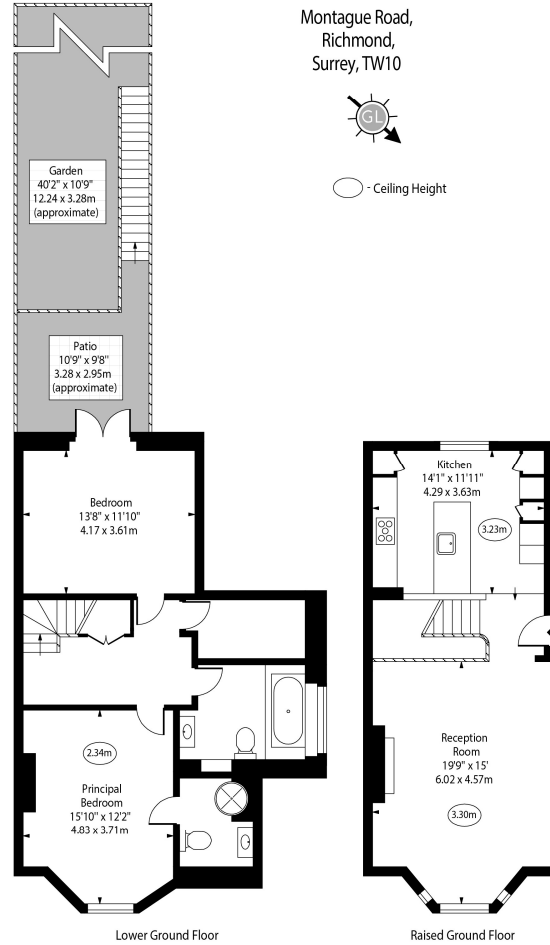 Montague Road,
Richmond,
Surrey, TW10
GL
- Ceiling Height
Garden
40'2" x 10'9"
12.24 x 3.28m
(approximate)
Patio
10'9" x 9'8"
3.28 x 2.95m
(approximate)
Bedroom
13'8" x 11'10"
4.17 x 3.61m
2.34m
Principal
Bedroom
15'10" x 12'2"
4.83 x 3.71m
Lower Ground Floor
Kitchen
14'1" x 11'11"
4.29 x 3.63m
3.23m
Reception
Room
19'9" x 15'
6.02 x 4.57m
3.30m
Raised Ground Floor